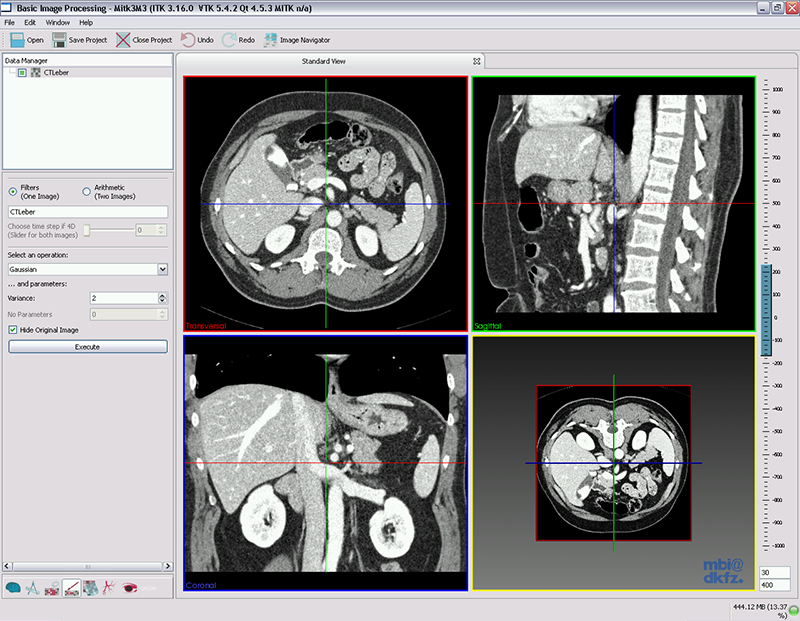 Basic Image Processing - Mitk3M3 (ITK 3.16.0 VTK 5.4.2 Qt 4.5.3 MITK n/a)
File Edit Window Help
Open Save Project Close Project Undo Redo Image Navigator
Data Manager
CTLeber
Filters
(One Image)
Arithmetic
(Two Images)
CTLeber
Choose time step if 4D
(Slider for both images)
0
Select an operation:
Gaussian
... and parameters:
Variance:
2
No Parameters
0
Hide Original Image
Execute
Standard View
Transversal
Sagittal
Coronal
mbi@
dkfz.
1000
900
800
700
600
500
400
300
200
100
0
-100
-200
-300
-400
-500
-600
-700
-800
-900
-1000
30
400
444.12 MB (13.37
%)